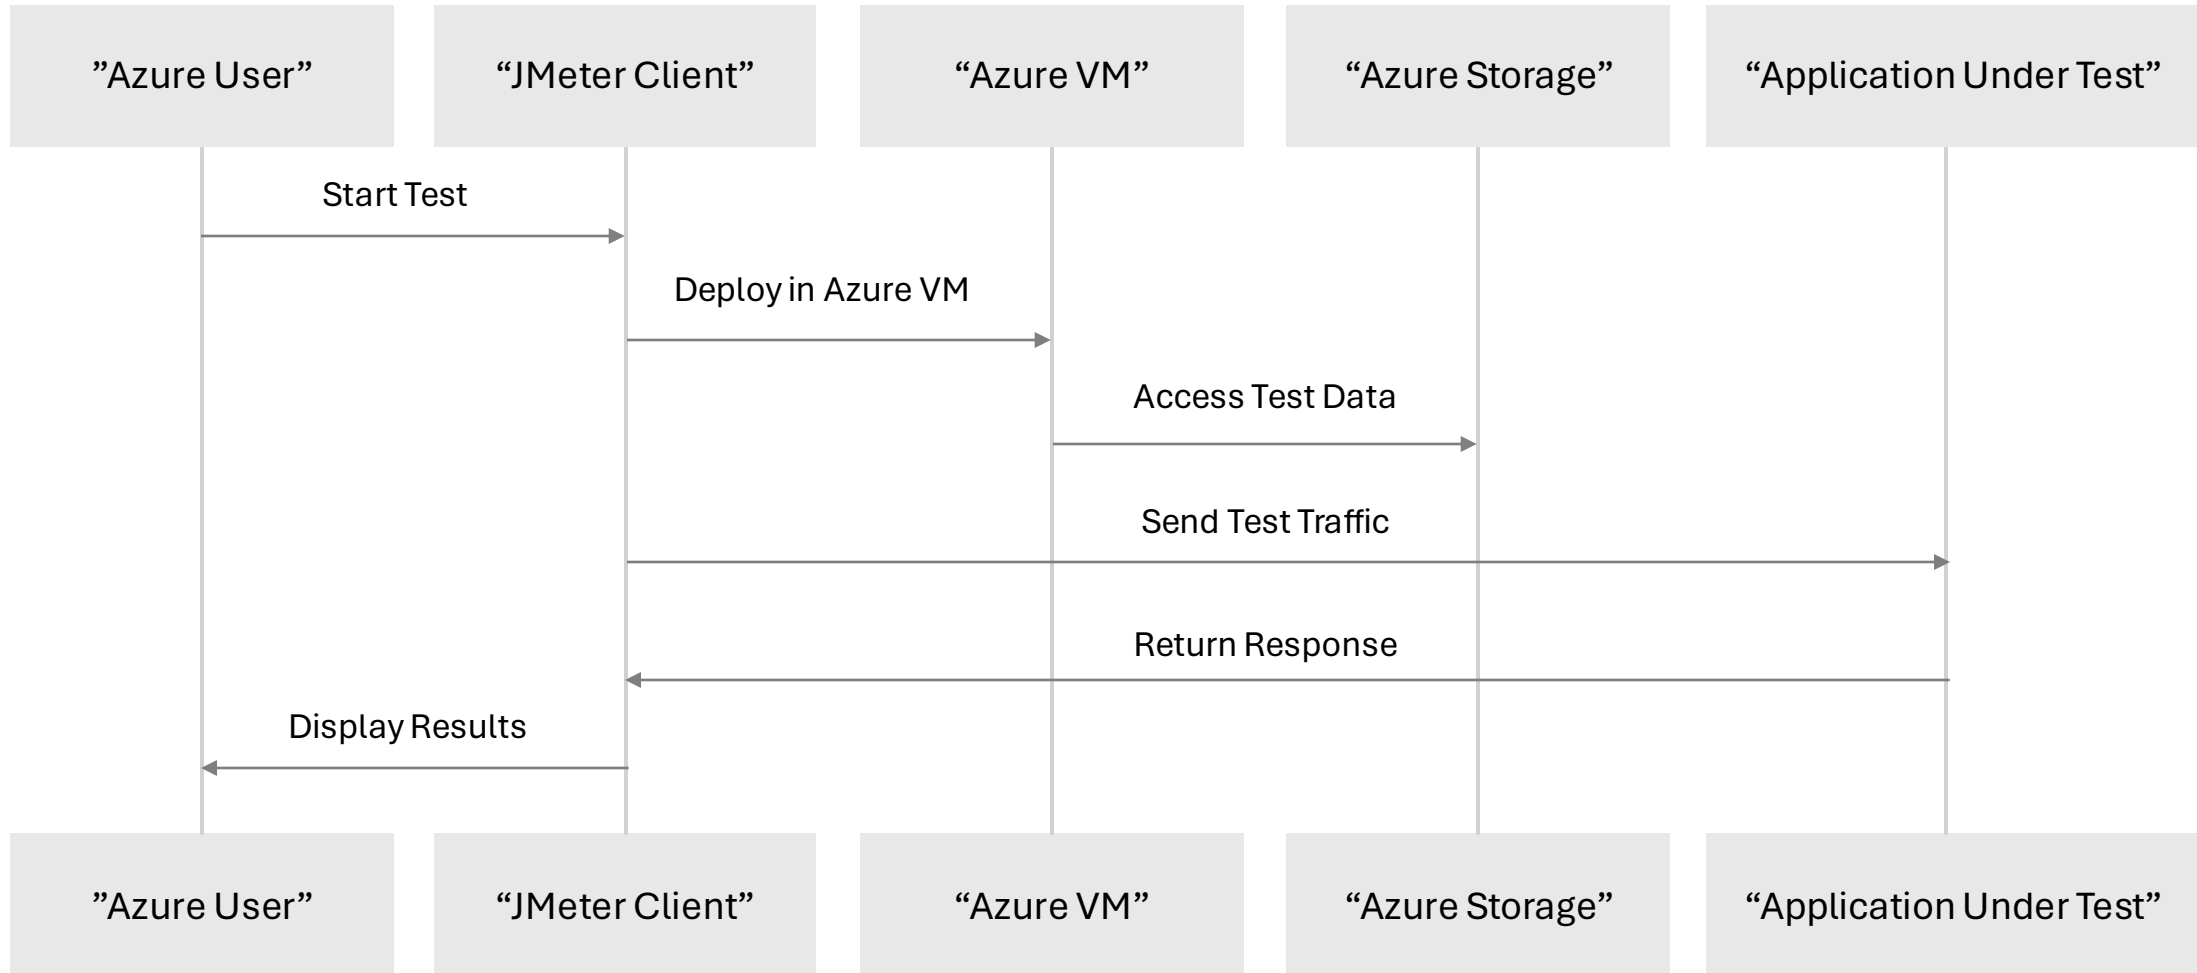 ”Azure User”
“JMeter Client”
“Azure VM”
“Azure Storage”
“Application Under Test”
Start Test
Deploy in Azure VM
Access Test Data
Send Test Traffic
Return Response
Display Results
”Azure User”
“JMeter Client”
“Azure VM”
“Azure Storage”
“Application Under Test”